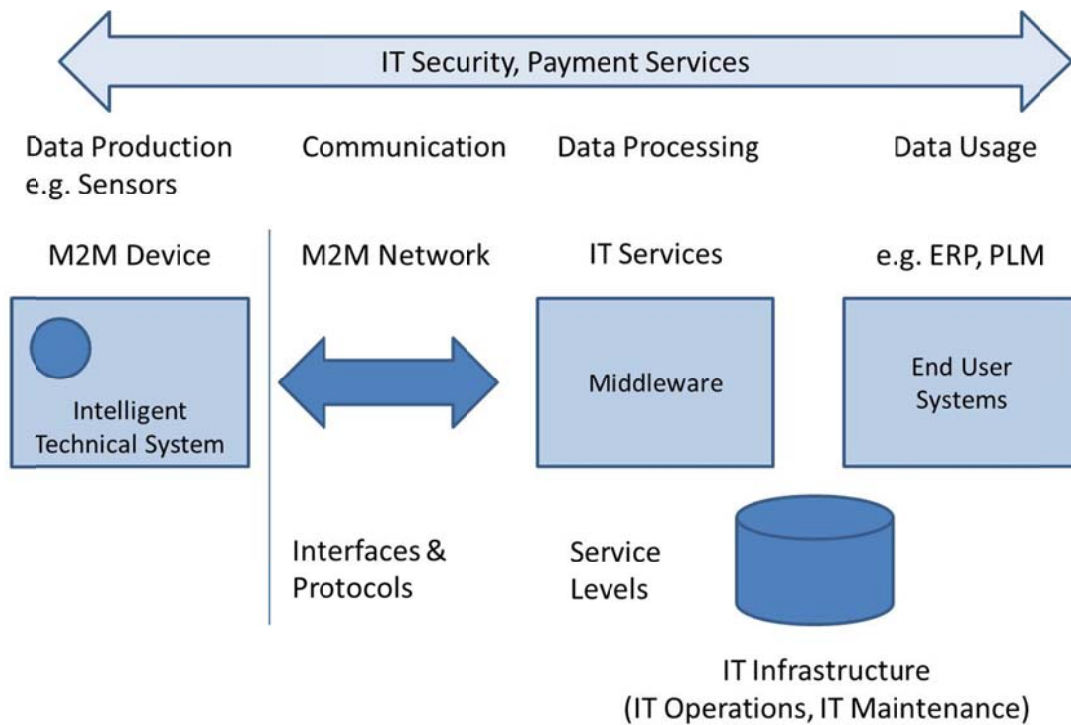 IT Security, Payment Services
Data Production
e.g. Sensors
Communication
Data Processing
Data Usage
M2M Device
M2M Network
IT Services
e.g. ERP, PLM
Intelligent
Technical System
Middleware
End User
Systems
Interfaces &
Protocols
Service
Levels
IT Infrastructure
(IT Operations, IT Maintenance)